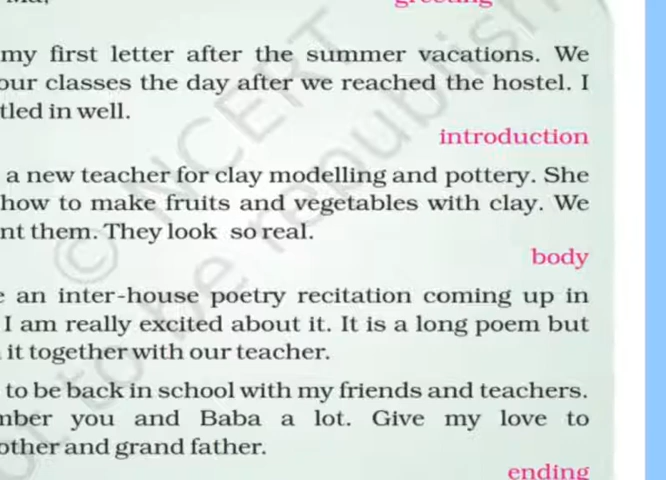 greeting
my first letter after the summer vacations. We
our classes the day after we reached the hostel. I
tled in well.
introduction
a new teacher for clay modelling and pottery. She
how to make fruits and vegetables with clay. We
nt them. They look so real.
body
an inter-house poetry recitation coming up in
I am really excited about it. It is a long poem but
it together with our teacher.
to be back in school with my friends and teachers.
mber you and Baba a lot. Give my love to
other and grand father.
ending
© NCERT
not to be republished